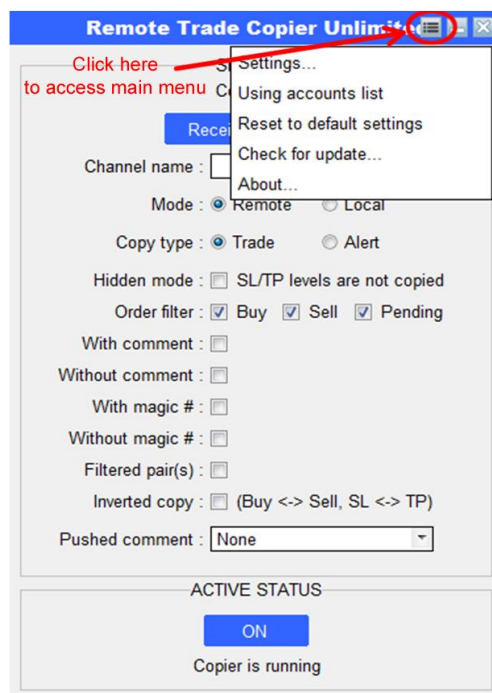 Remote Trade Copier Unlimite
Click here
to access main menu
Settings...
Using accounts list
Reset to default settings
Check for update...
About...
Channel name :
Mode : Remote Local
Copy type : Trade Alert
Hidden mode : SL/TP levels are not copied
Order filter : Buy Sell Pending
With comment :
Without comment :
With magic # :
Without magic # :
Filtered pair(s) :
Inverted copy : (Buy <-> Sell, SL <-> TP)
Pushed comment : None
ACTIVE STATUS
ON
Copier is running